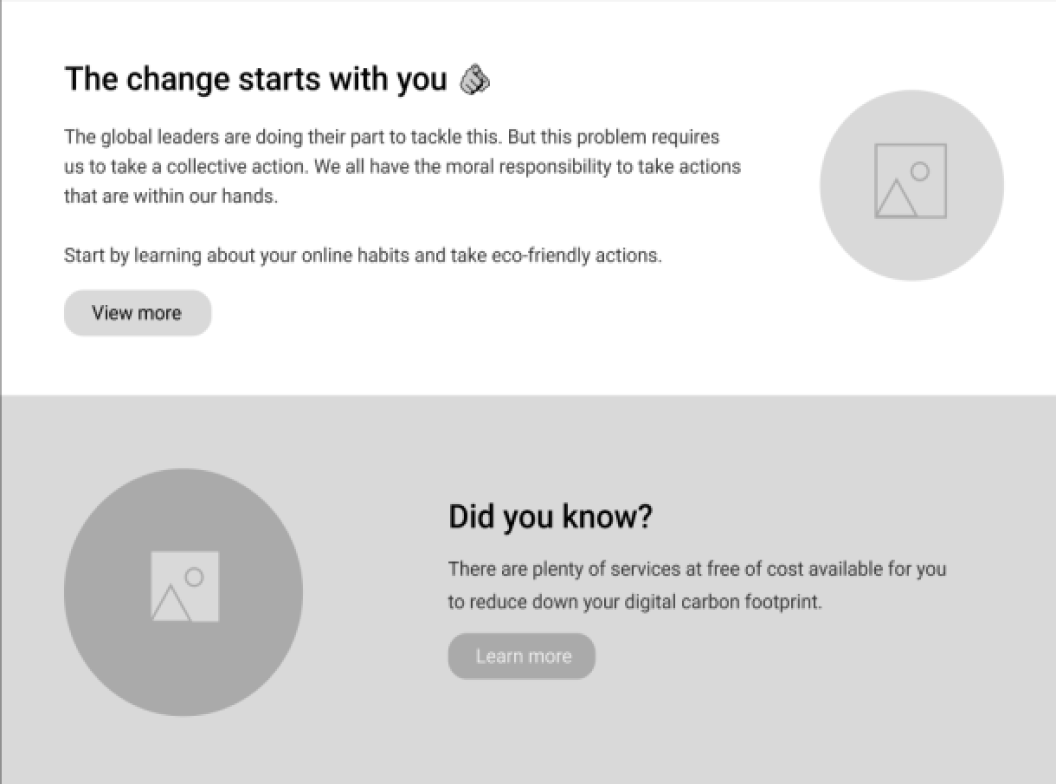 The change starts with you 🫵
The global leaders are doing their part to tackle this. But this problem requires
us to take a collective action. We all have the moral responsibility to take actions
that are within our hands.
Start by learning about your online habits and take eco-friendly actions.
View more
Did you know?
There are plenty of services at free of cost available for you
to reduce down your digital carbon footprint.
Learn more